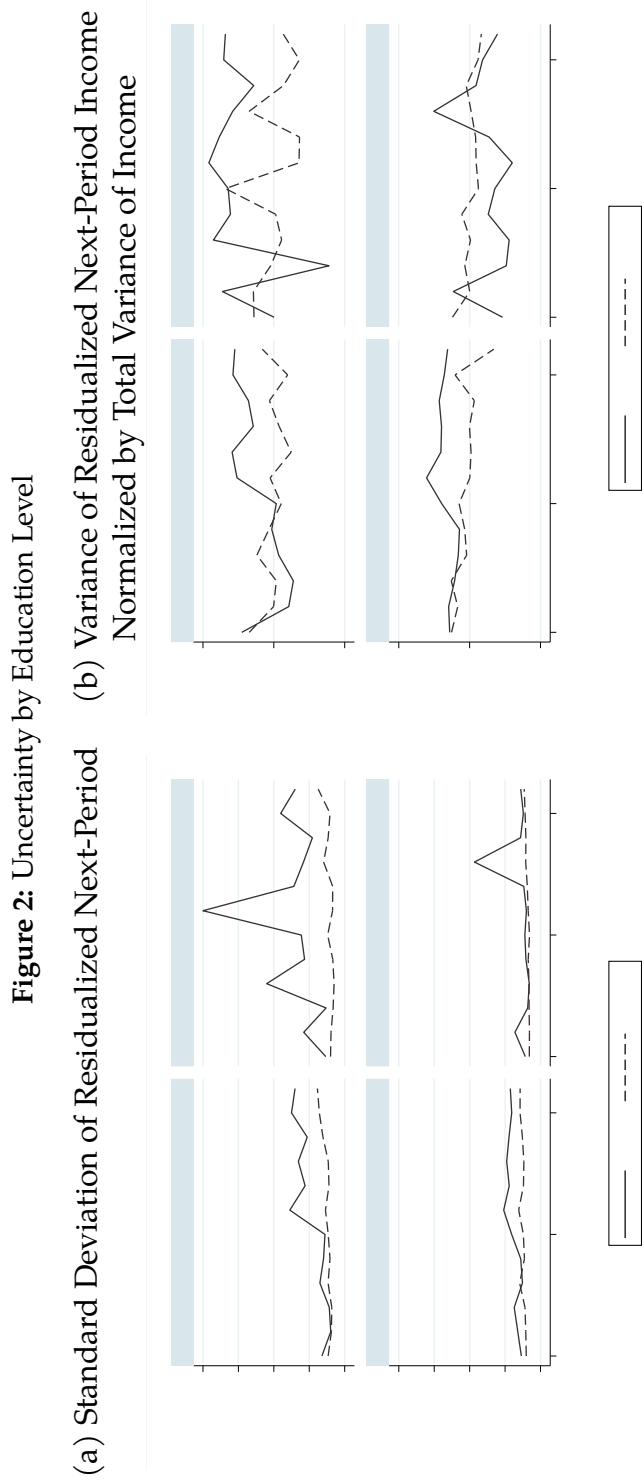 Figure 2: Uncertainty by Education Level
(a) Standard Deviation of Residualized Next-Period
(b) Variance of Residualized Next-Period Income
Normalized by Total Variance of Income